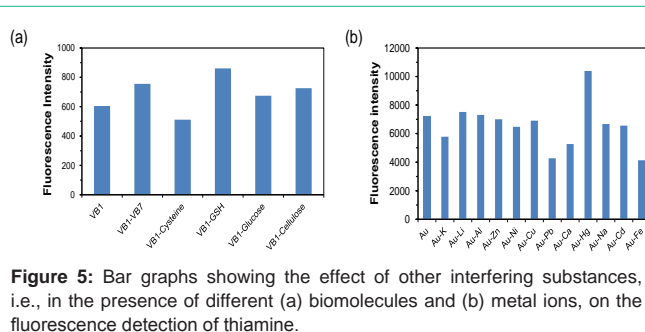 (a)
1000
800
600
400
200
0
Fluorescence Intensity
VB1
VB1-VB7
VB1-Cysteine
VB1-GSH
VB1-Glucose
VB1-Cellulose
(b)
12000
10000
8000
6000
4000
2000
0
Fluorescence intensity
Au
Au-K
Au-Li
Au-Al
Au-Zn
Au-Ni
Au-Cu
Au-Pb
Au-Ca
Au-Hg
Au-Na
Au-Cd
Au-Fe
Figure 5: Bar graphs showing the effect of other interfering substances,
i.e., in the presence of different (a) biomolecules and (b) metal ions, on the
fluorescence detection of thiamine.